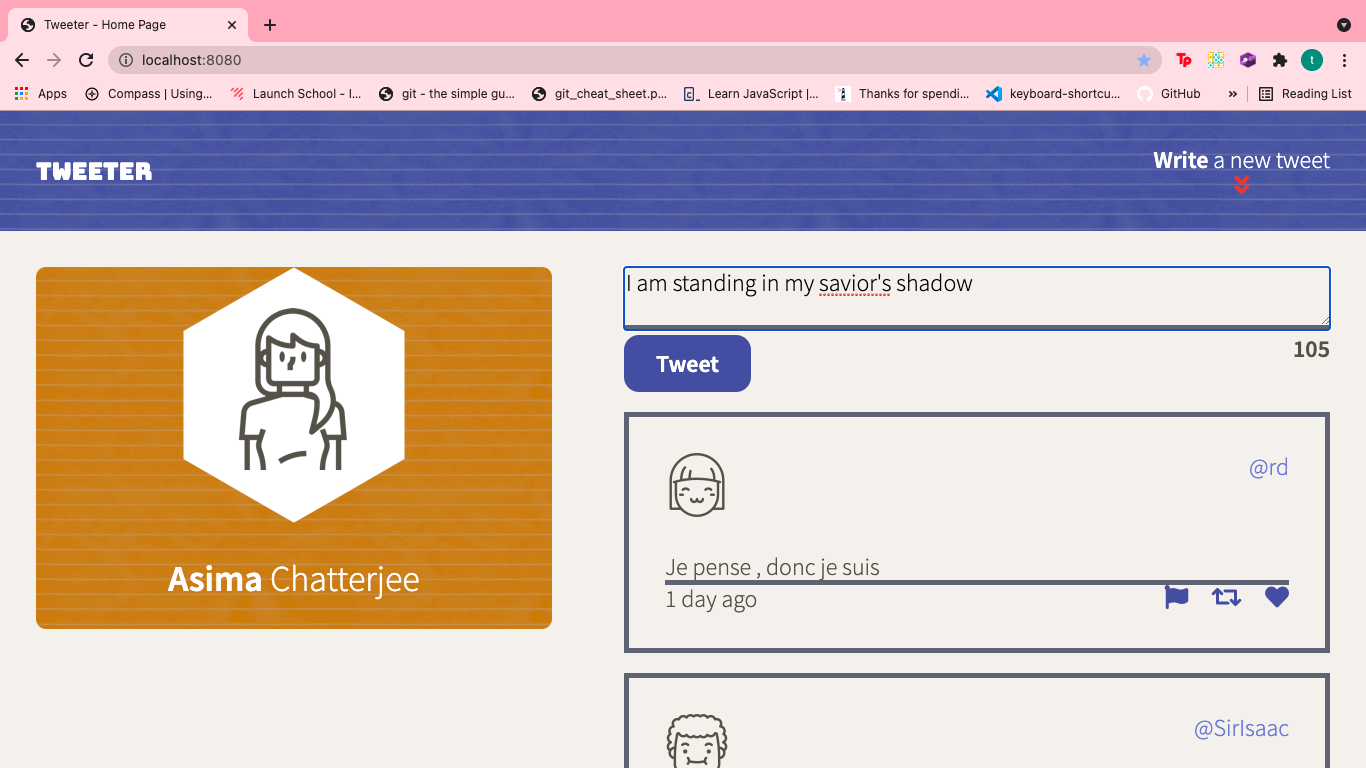 Tweeter - Home Page
localhost:8080
Tp
t
Apps
Compass | Using...
Launch School - I...
git - the simple gu...
git_cheat_sheet.p...
Learn JavaScript |...
Thanks for spendi...
keyboard-shortcu...
GitHub
»
Reading List
TWEETER
Write a new tweet
Asima Chatterjee
I am standing in my savior's shadow
Tweet
105
@rd
Je pense , donc je suis
1 day ago
@SirIsaac